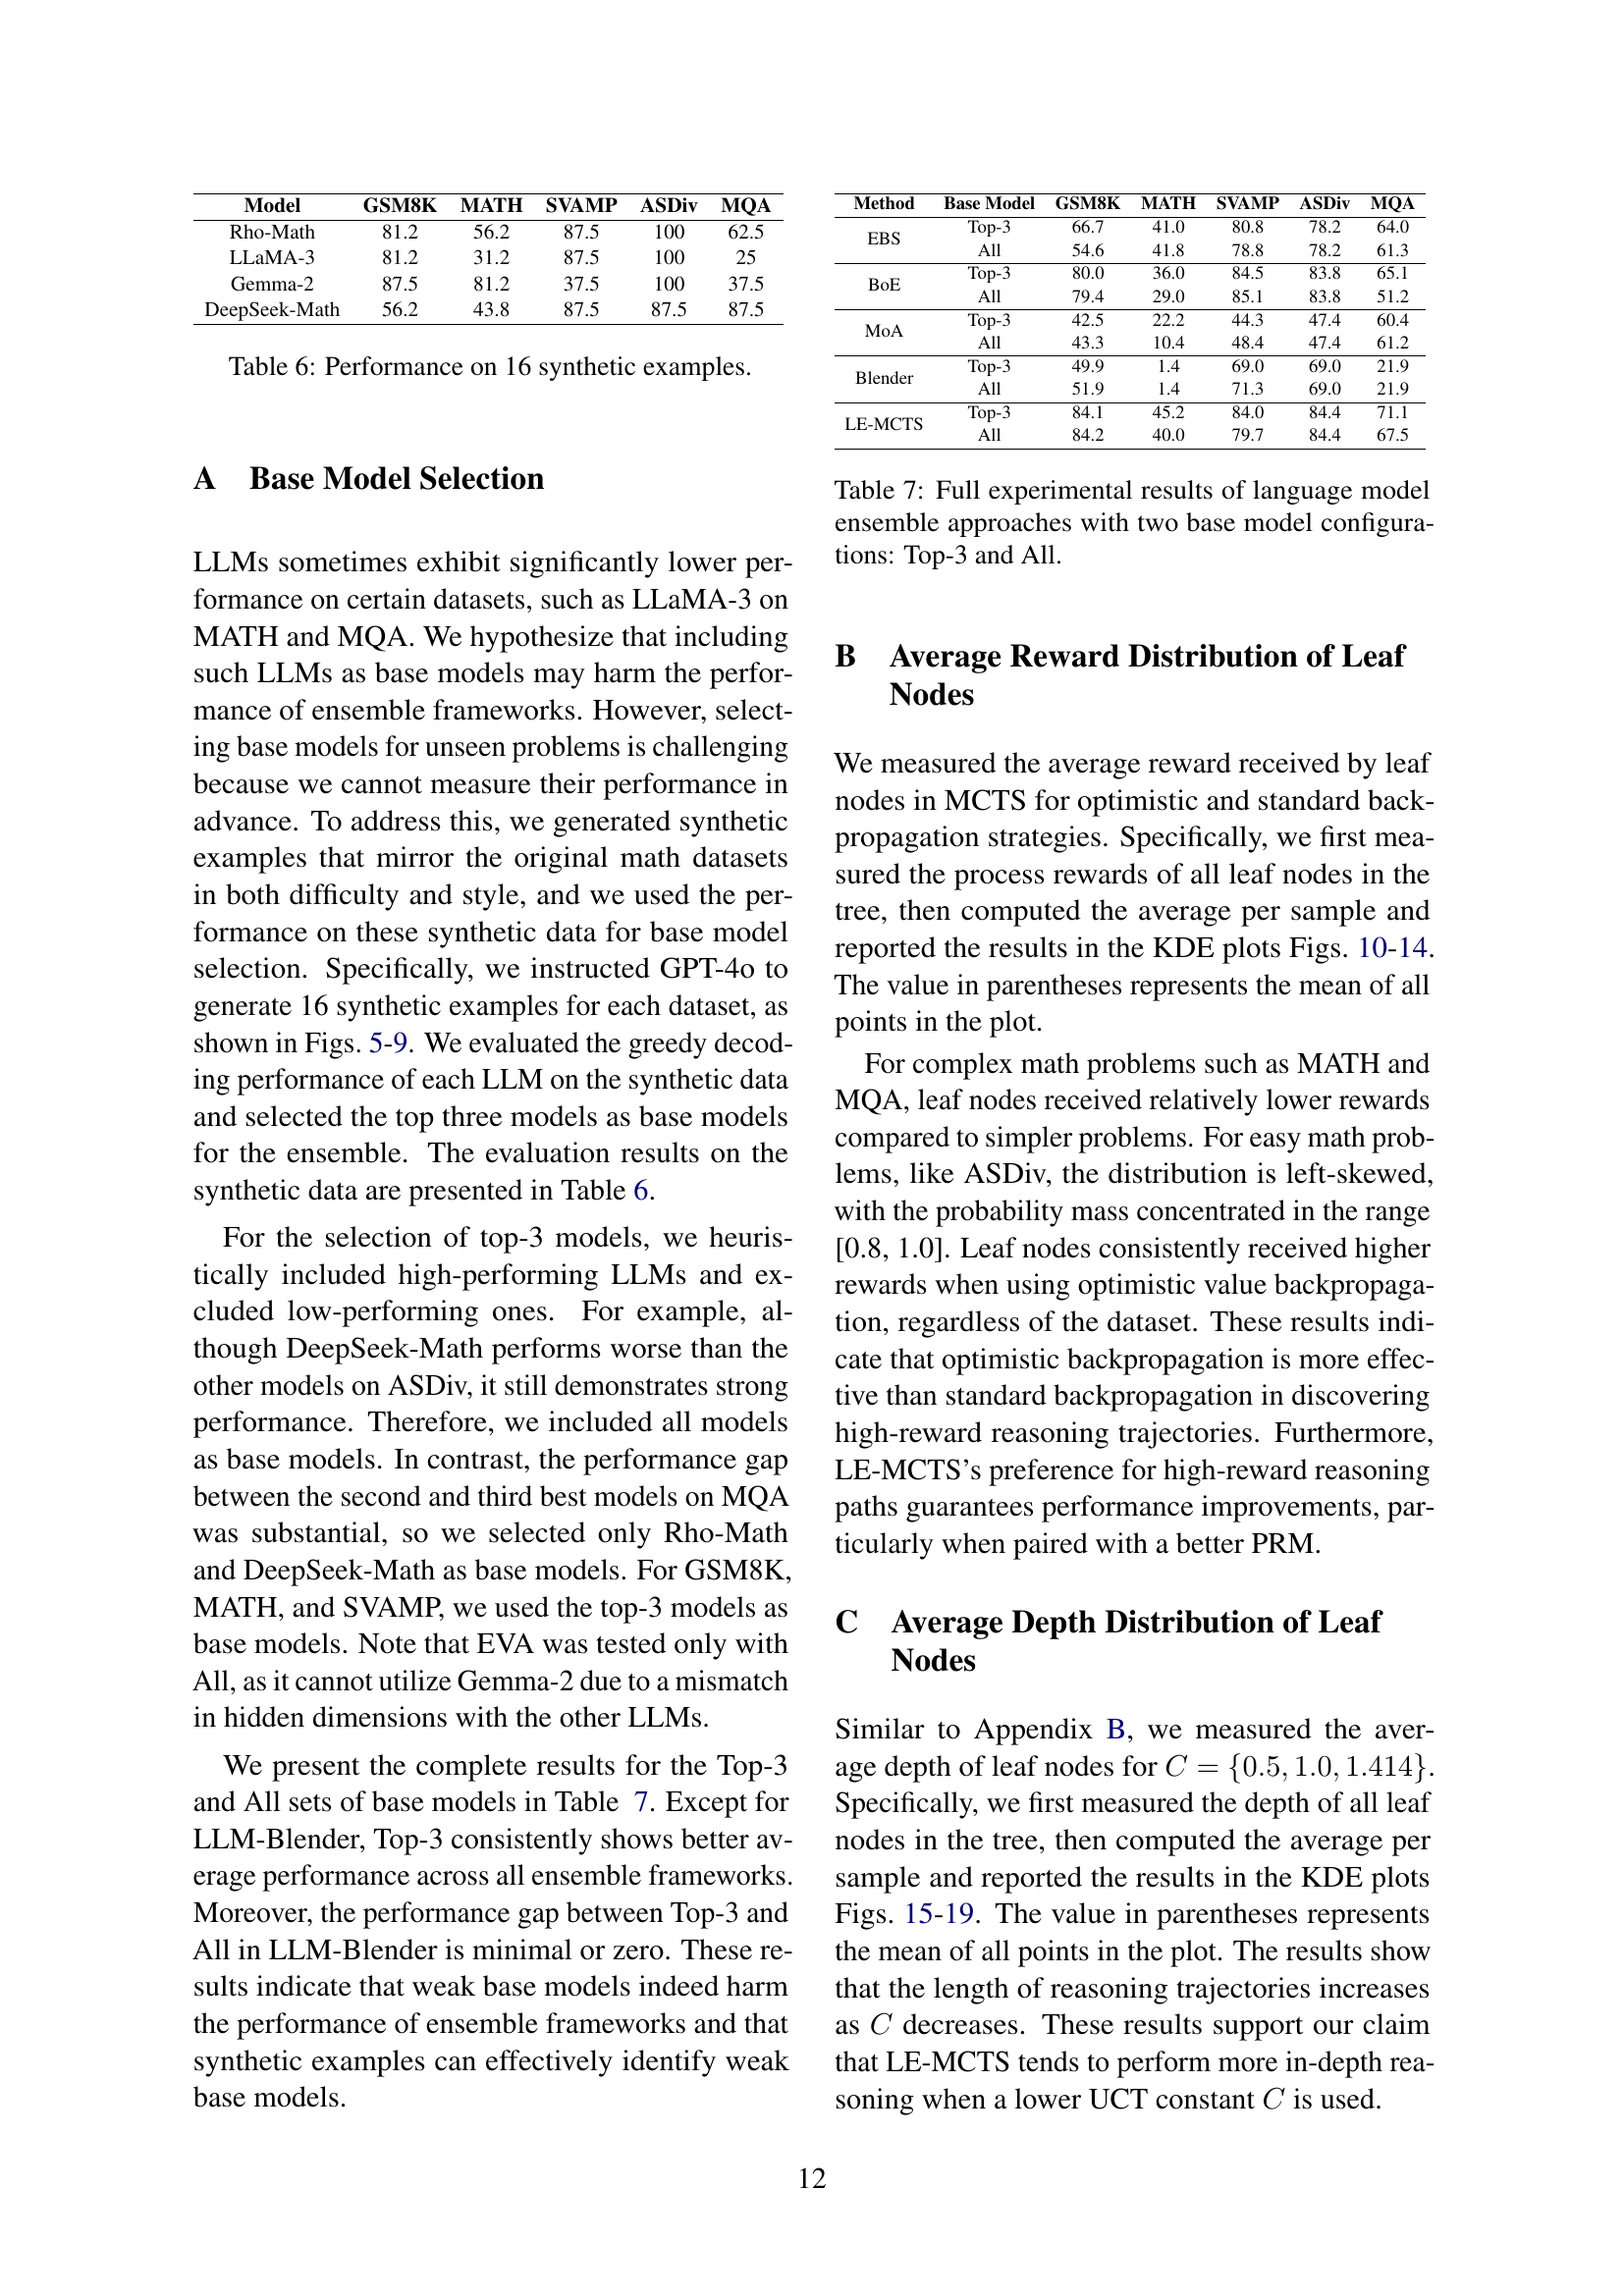 Model GSM8K MATH SVAMP ASDiv MQA
Rho-Math 81.2 56.2 87.5 100 62.5
LLaMA-3 81.2 31.2 87.5 100 25
Gemma-2 87.5 81.2 37.5 100 37.5
DeepSeek-Math 56.2 43.8 87.5 87.5 87.5
Table 6: Performance on 16 synthetic examples.
A Base Model Selection
LLMs sometimes exhibit significantly lower per-
formance on certain datasets, such as LLaMA-3 on
MATH and MQA. We hypothesize that including
such LLMs as base models may harm the perfor-
mance of ensemble frameworks. However, select-
ing base models for unseen problems is challenging
because we cannot measure their performance in
advance. To address this, we generated synthetic
examples that mirror the original math datasets
in both difficulty and style, and we used the per-
formance on these synthetic data for base model
selection. Specifically, we instructed GPT-4o to
generate 16 synthetic examples for each dataset, as
shown in Figs. 5-9. We evaluated the greedy decod-
ing performance of each LLM on the synthetic data
and selected the top three models as base models
for the ensemble. The evaluation results on the
synthetic data are presented in Table 6.
For the selection of top-3 models, we heuris-
tically included high-performing LLMs and ex-
cluded low-performing ones. For example, al-
though DeepSeek-Math performs worse than the
other models on ASDiv, it still demonstrates strong
performance. Therefore, we included all models
as base models. In contrast, the performance gap
between the second and third best models on MQA
was substantial, so we selected only Rho-Math
and DeepSeek-Math as base models. For GSM8K,
MATH, and SVAMP, we used the top-3 models as
base models. Note that EVA was tested only with
All, as it cannot utilize Gemma-2 due to a mismatch
in hidden dimensions with the other LLMs.
We present the complete results for the Top-3
and All sets of base models in Table 7. Except for
LLM-Blender, Top-3 consistently shows better av-
erage performance across all ensemble frameworks.
Moreover, the performance gap between Top-3 and
All in LLM-Blender is minimal or zero. These re-
sults indicate that weak base models indeed harm
the performance of ensemble frameworks and that
synthetic examples can effectively identify weak
base models.
Method Base Model GSM8K MATH SVAMP ASDiv MQA
EBS Top-3 66.7 41.0 80.8 78.2 64.0
All 54.6 41.8 78.8 78.2 61.3
BoE Top-3 80.0 36.0 84.5 83.8 65.1
All 79.4 29.0 85.1 83.8 51.2
MoA Top-3 42.5 22.2 44.3 47.4 60.4
All 43.3 10.4 48.4 47.4 61.2
Blender Top-3 49.9 1.4 69.0 69.0 21.9
All 51.9 1.4 71.3 69.0 21.9
LE-MCTS Top-3 84.1 45.2 84.0 84.4 71.1
All 84.2 40.0 79.7 84.4 67.5
Table 7: Full experimental results of language model
ensemble approaches with two base model configura-
tions: Top-3 and All.
B Average Reward Distribution of Leaf
Nodes
We measured the average reward received by leaf
nodes in MCTS for optimistic and standard back-
propagation strategies. Specifically, we first mea-
sured the process rewards of all leaf nodes in the
tree, then computed the average per sample and
reported the results in the KDE plots Figs. 10-14.
The value in parentheses represents the mean of all
points in the plot.
For complex math problems such as MATH and
MQA, leaf nodes received relatively lower rewards
compared to simpler problems. For easy math prob-
lems, like ASDiv, the distribution is left-skewed,
with the probability mass concentrated in the range
[0.8, 1.0]. Leaf nodes consistently received higher
rewards when using optimistic value backpropaga-
tion, regardless of the dataset. These results indi-
cate that optimistic backpropagation is more effec-
tive than standard backpropagation in discovering
high-reward reasoning trajectories. Furthermore,
LE-MCTS's preference for high-reward reasoning
paths guarantees performance improvements, par-
ticularly when paired with a better PRM.
C Average Depth Distribution of Leaf
Nodes
Similar to Appendix B, we measured the aver-
age depth of leaf nodes for C = {0.5, 1.0, 1.414}.
Specifically, we first measured the depth of all leaf
nodes in the tree, then computed the average per
sample and reported the results in the KDE plots
Figs. 15-19. The value in parentheses represents
the mean of all points in the plot. The results show
that the length of reasoning trajectories increases
as C decreases. These results support our claim
that LE-MCTS tends to perform more in-depth rea-
soning when a lower UCT constant C is used.
12